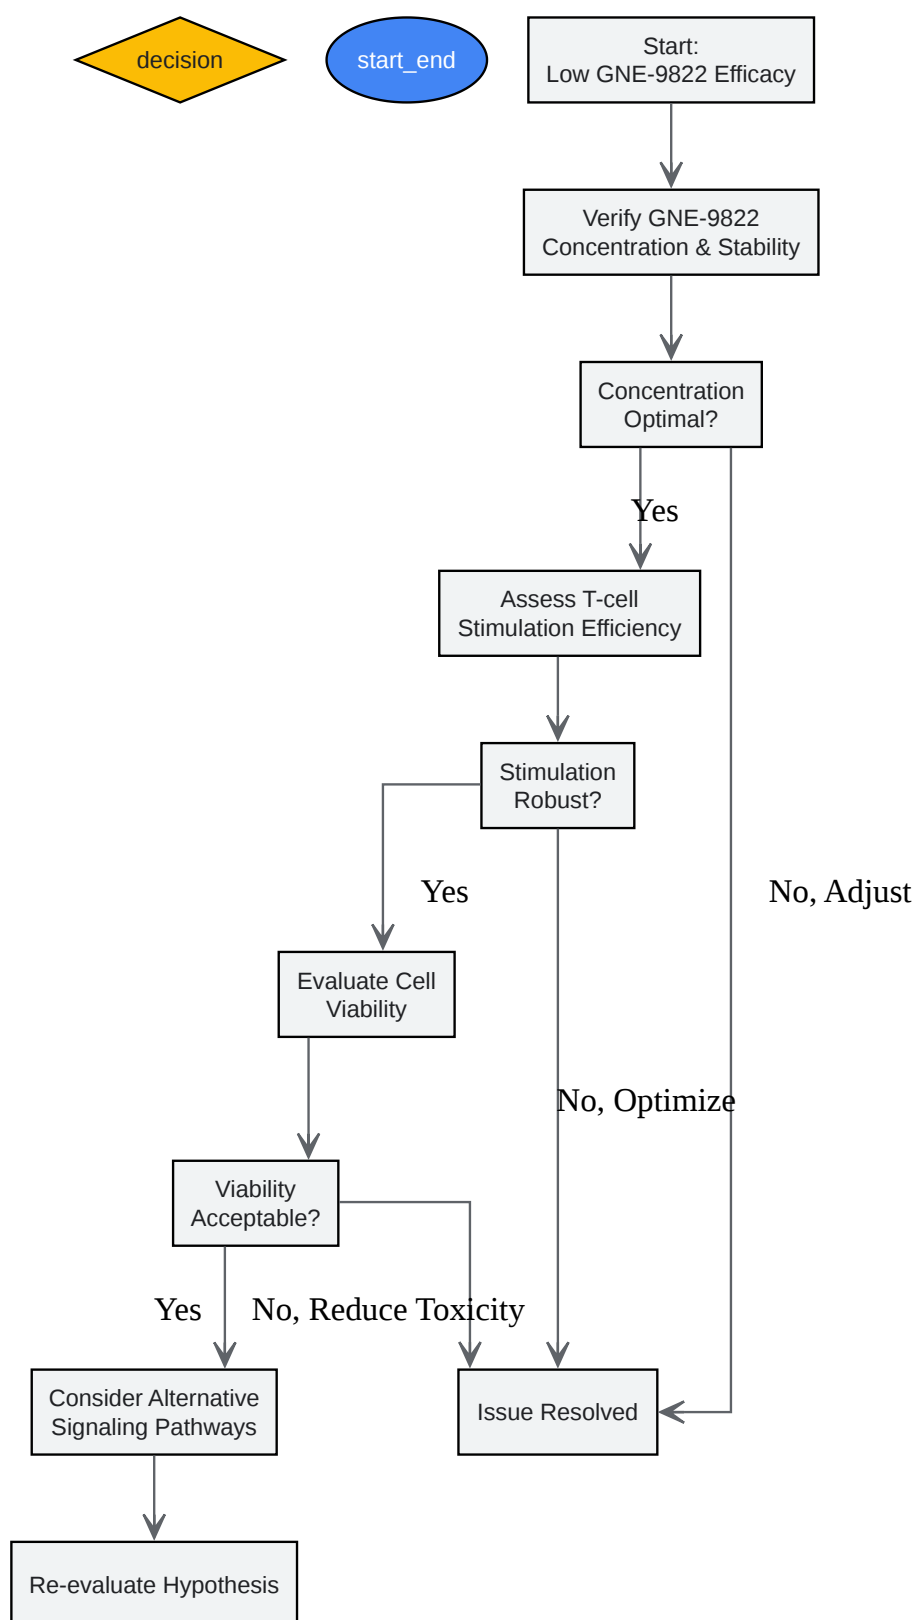 decision
start_end
Start:
Low GNE-9822 Efficacy
Verify GNE-9822
Concentration & Stability
Concentration
Optimal?
Yes
Assess T-cell
Stimulation Efficiency
Stimulation
Robust?
Yes
No, Adjust
Evaluate Cell
Viability
No, Optimize
Viability
Acceptable?
Yes
No, Reduce Toxicity
Consider Alternative
Signaling Pathways
Issue Resolved
Re-evaluate Hypothesis